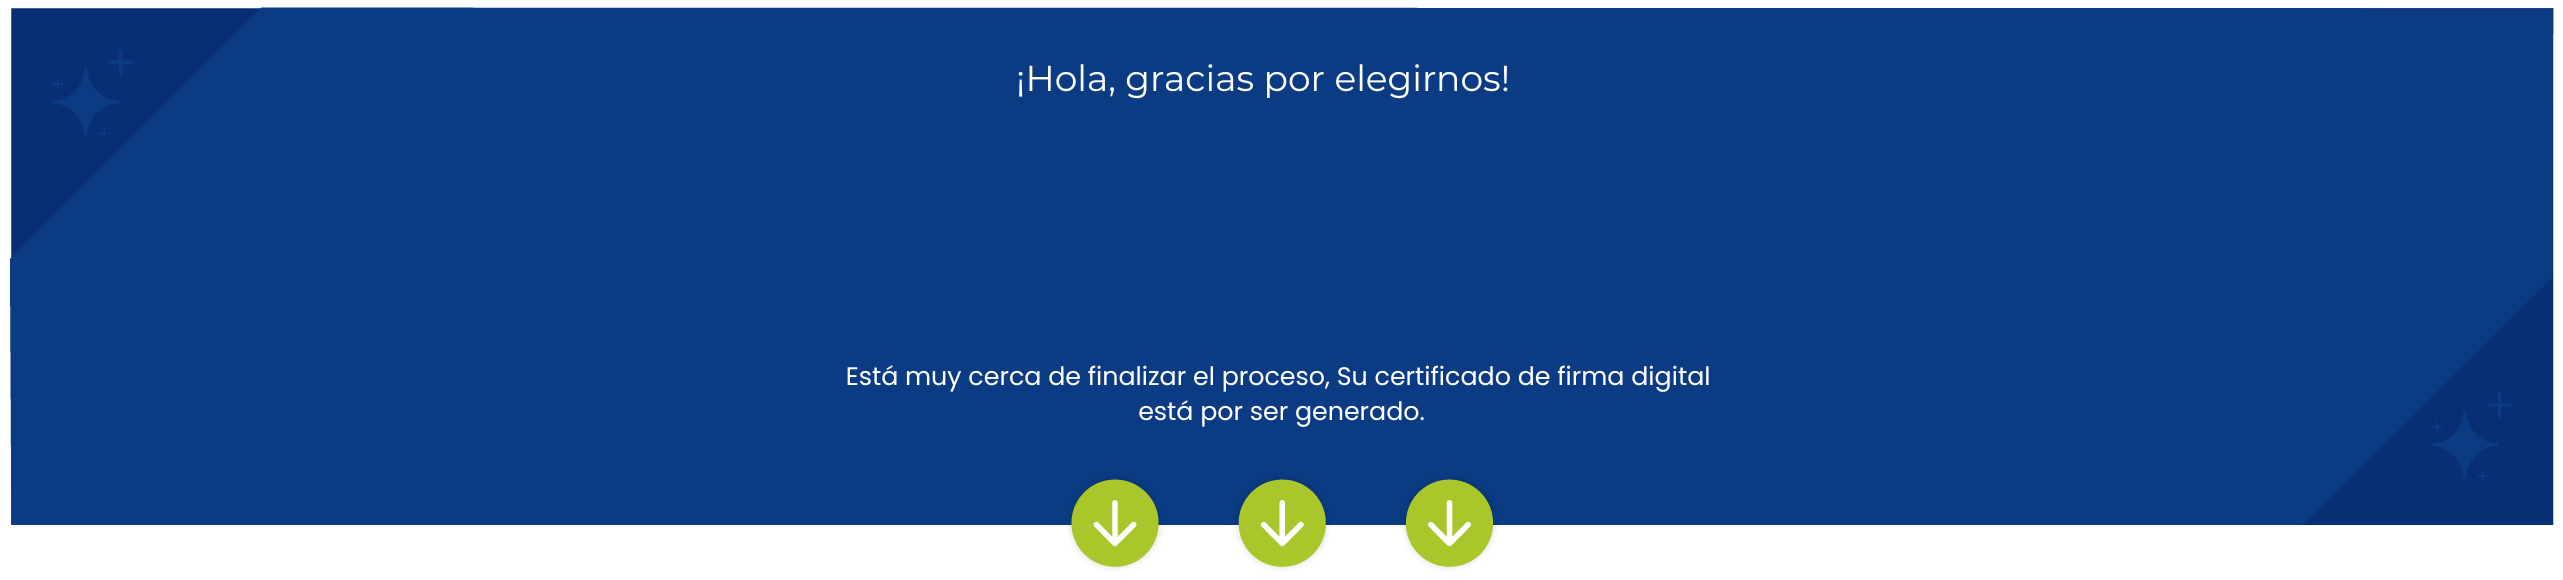 ¡Hola, gracias por elegirnos!
Está muy cerca de finalizar el proceso, Su certificado de firma digital
está por ser generado.